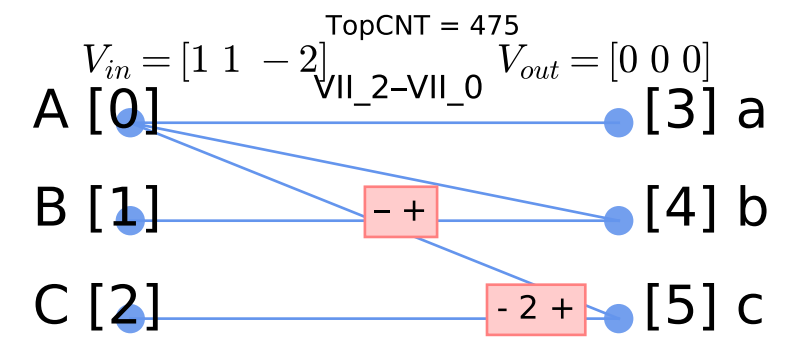 TopCNT = 475
V_in = [1 1 −2] V_out = [0 0 0]
VII_2–VII_0
A [0] [3] a
B [1] – + [4] b
C [2] - 2 + [5] c